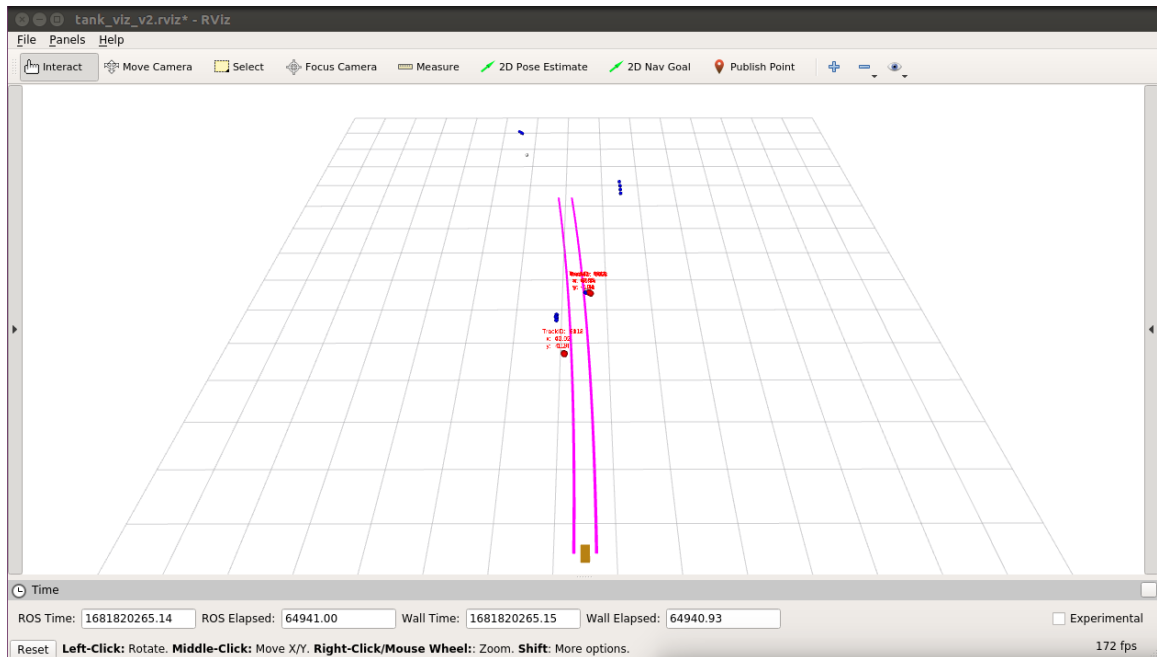 tank_viz_v2.rviz* - RViz
File Panels Help
Interact Move Camera Select Focus Camera Measure 2D Pose Estimate 2D Nav Goal Publish Point
x:
y:
TrackID:
x:
y:
Time
ROS Time: 1681820265.14 ROS Elapsed: 64941.00 Wall Time: 1681820265.15 Wall Elapsed: 64940.93 Experimental
Reset Left-Click: Rotate. Middle-Click: Move X/Y. Right-Click/Mouse Wheel:: Zoom. Shift: More options. 172 fps